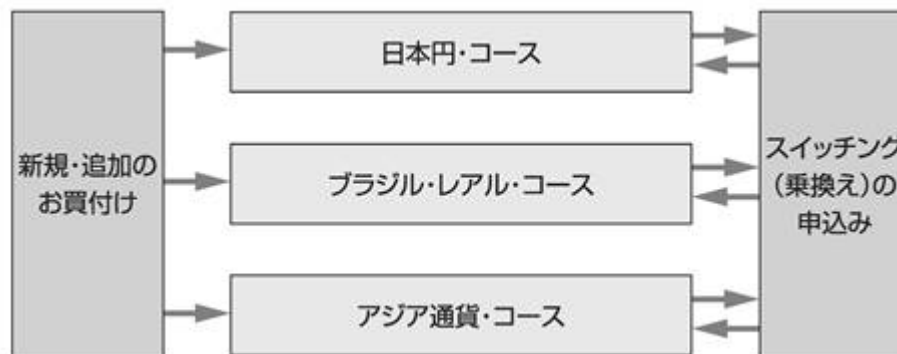 新規・追加の
お買付け
日本円・コース
ブラジル・レアル・コース
アジア通貨・コース
スイッチング
（乗換え）の
申込み